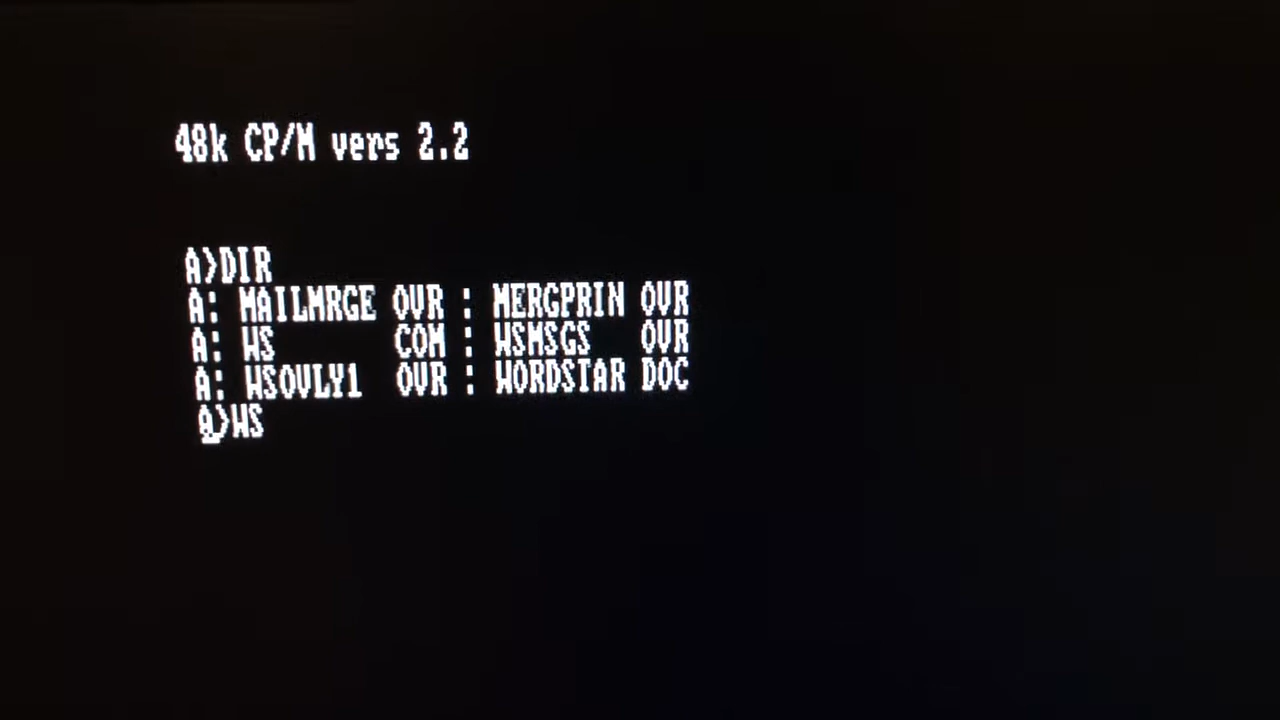 48k CP/M vers 2.2
A>DIR
A: MAILMRGE OVR : MERGPRIN OVR
A: WS       COM : WSMSGS   OVR
A: WSOVLY1  OVR : WORDSTAR DOC
A>WS